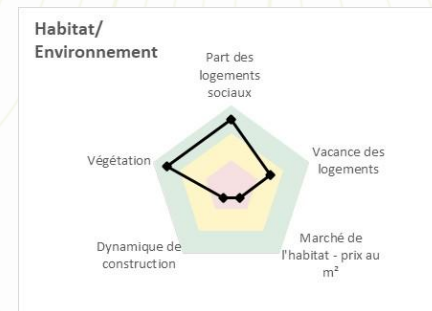 Habitat/
Environnement
Part des
logements
sociaux
Vacance des
logements
Marché de
l'habitat - prix au
m²
Dynamique de
construction
Végétation